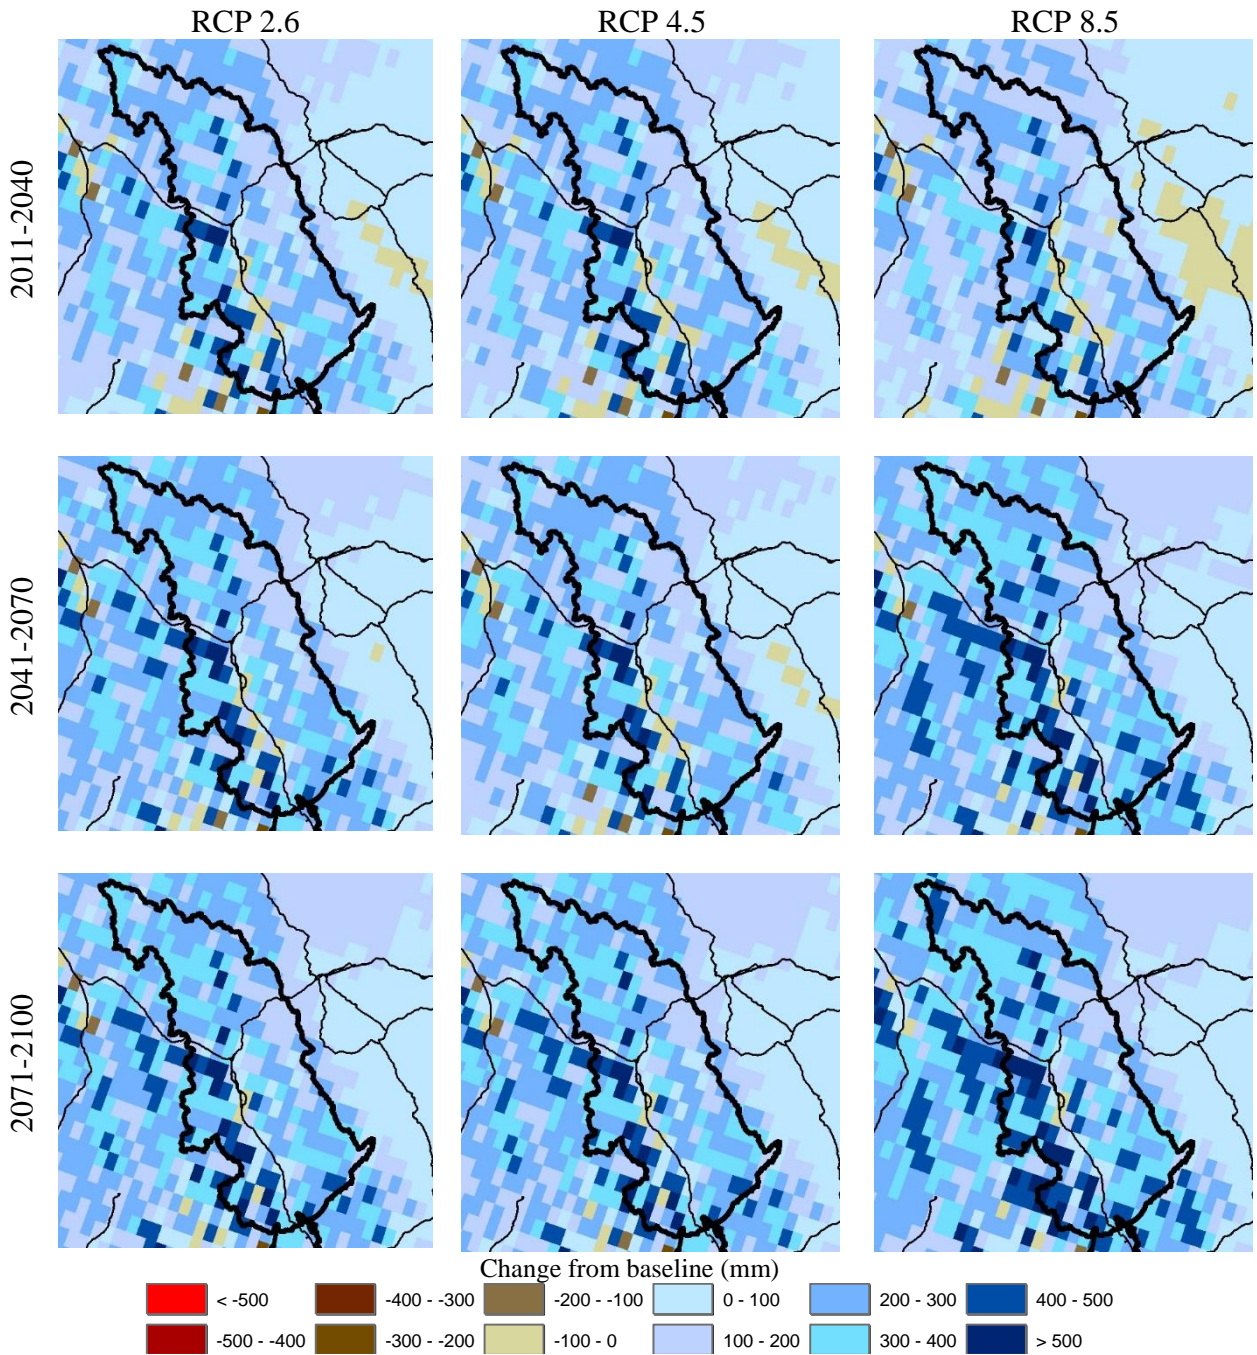 RCP 2.6 RCP 4.5 RCP 8.5
2011-2040
2041-2070
2071-2100
Change from baseline (mm)
< -500 -400 - -300 -200 - -100 0 - 100 200 - 300 400 - 500
-500 - -400 -300 - -200 -100 - 0 100 - 200 300 - 400 > 500